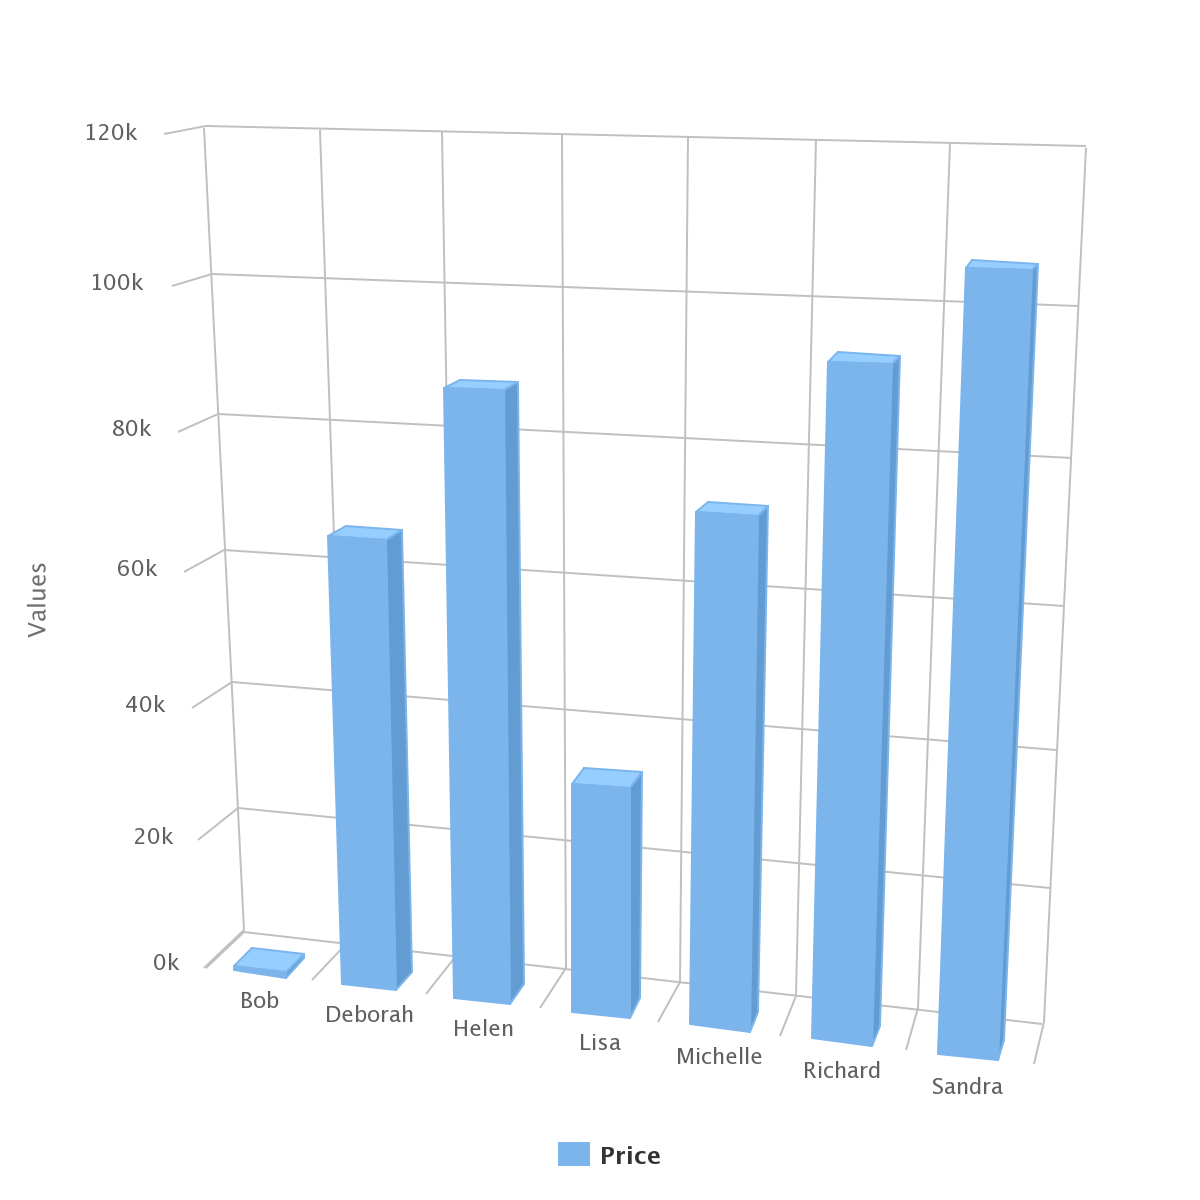 120k
100k
80k
60k
40k
20k
0k
Values
Bob
Deborah
Helen
Lisa
Michelle
Richard
Sandra
Price